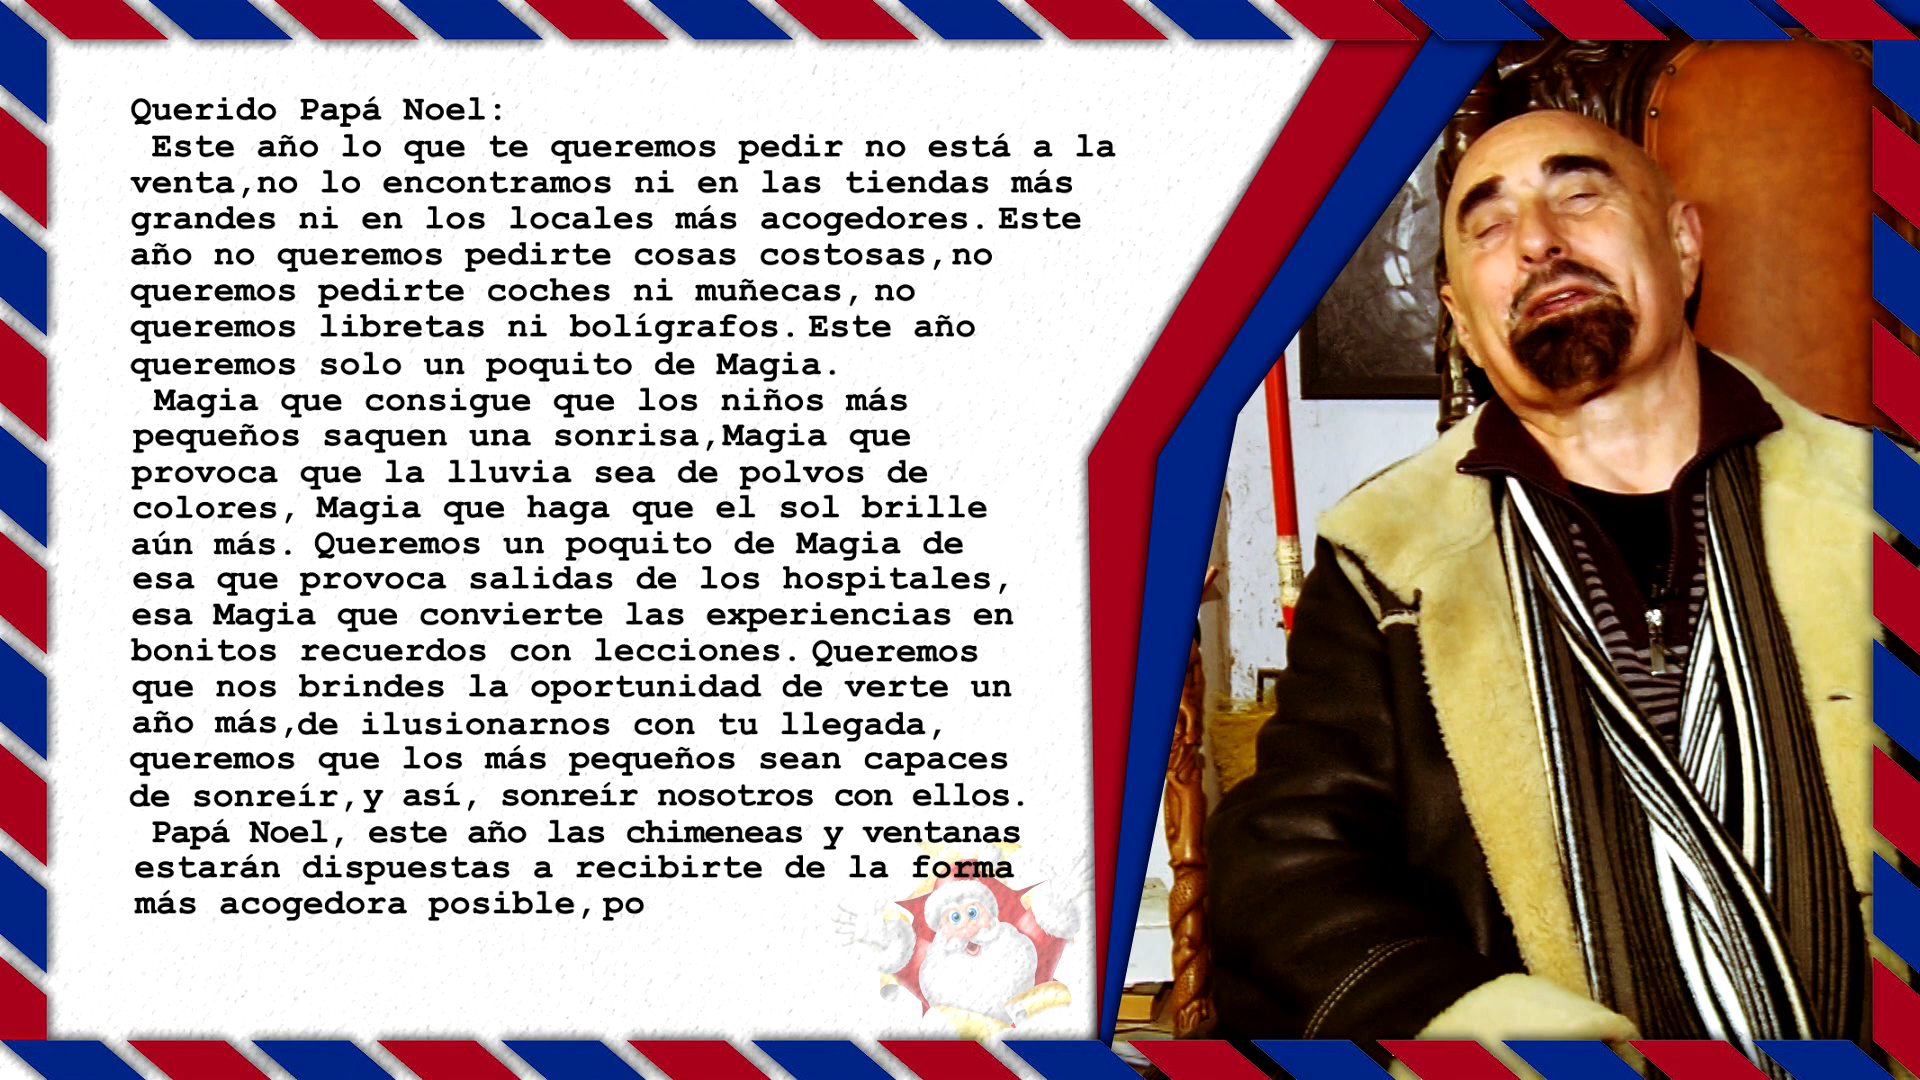 Querido Papá Noel:
Este año lo que te queremos pedir no está a la
venta,no lo encontramos ni en las tiendas más
grandes ni en los locales más acogedores. Este
año no queremos pedirte cosas costosas,no
queremos pedirte coches ni muñecas, no
queremos libretas ni bolígrafos. Este año
queremos solo un poquito de Magia.
Magia que consigue que los niños más
pequeños saquen una sonrisa,Magia que
provoca que la lluvia sea de polvos de
colores, Magia que haga que el sol brille
aún más. Queremos un poquito de Magia de
esa que provoca salidas de los hospitales,
esa Magia que convierte las experiencias en
bonitos recuerdos con lecciones. Queremos
que nos brindes la oportunidad de verte un
año más,de ilusionarnos con tu llegada,
queremos que los más pequeños sean capaces
de sonreír,y así, sonreír nosotros con ellos.
Papá Noel, este año las chimeneas y ventanas
estarán dispuestas a recibirte de la forma
más acogedora posible,po